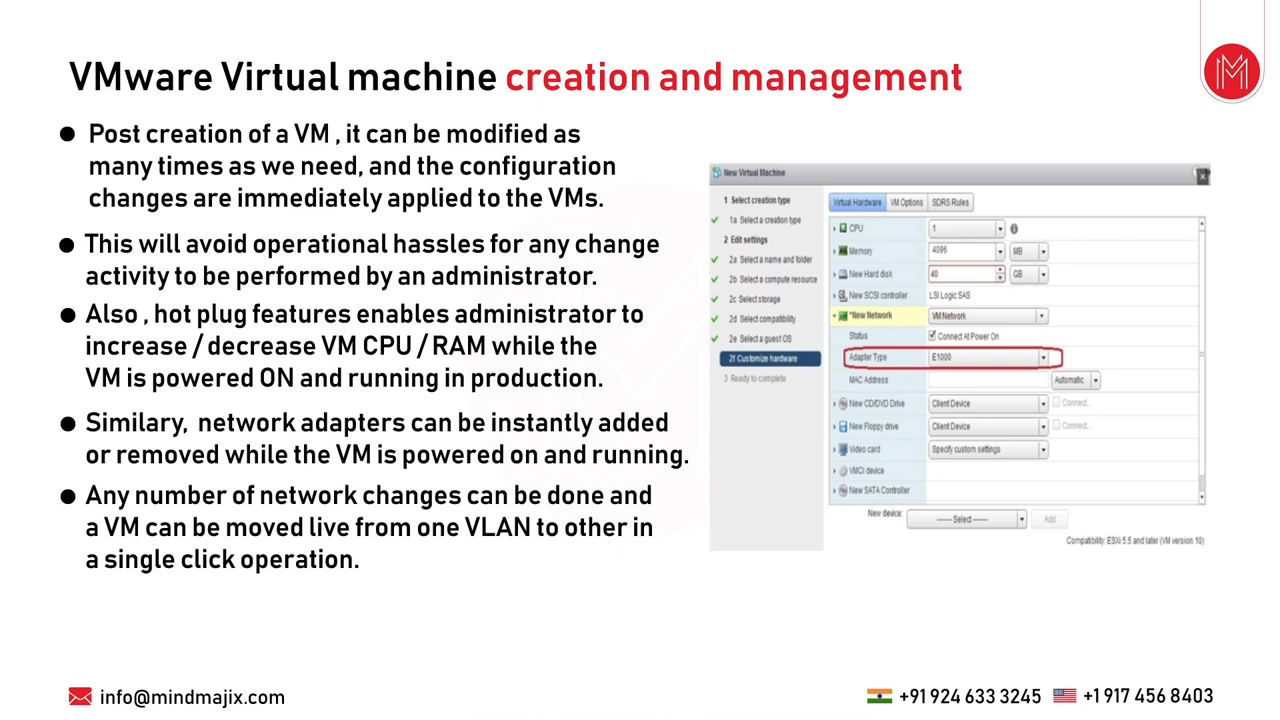 VMware Virtual machine creation and management
Post creation of a VM , it can be modified as
many times as we need, and the configuration
changes are immediately applied to the VMs.
This will avoid operational hassles for any change
activity to be performed by an administrator.
Also , hot plug features enables administrator to
increase / decrease VM CPU / RAM while the
VM is powered ON and running in production.
Similary, network adapters can be instantly added
or removed while the VM is powered on and running.
Any number of network changes can be done and
a VM can be moved live from one VLAN to other in
a single click operation.
New Virtual Machine
1 Select creation type
1a Select a creation type
2 Edit settings
2a Select a name and folder
2b Select a compute resource
2c Select storage
2d Select compatibility
2e Select a guest OS
2f Customize hardware
3 Ready to complete
Virtual Hardware VM Options SDRS Rules
CPU 1
Memory 4096 MB
New Hard disk 40 GB
New SCSI controller LSI Logic SAS
*New Network VM Network
Status Connect At Power On
Adapter Type E1000
MAC Address Automatic
New CD/DVD Drive Client Device Connect...
New Floppy drive Client Device Connect...
Video card Specify custom settings
VMCI device
New SATA Controller
New device: ----- Select ----- Add
Compatibility: ESXi 5.5 and later (VM version 10)
info@mindmajix.com
+91 924 633 3245 +1 917 456 8403